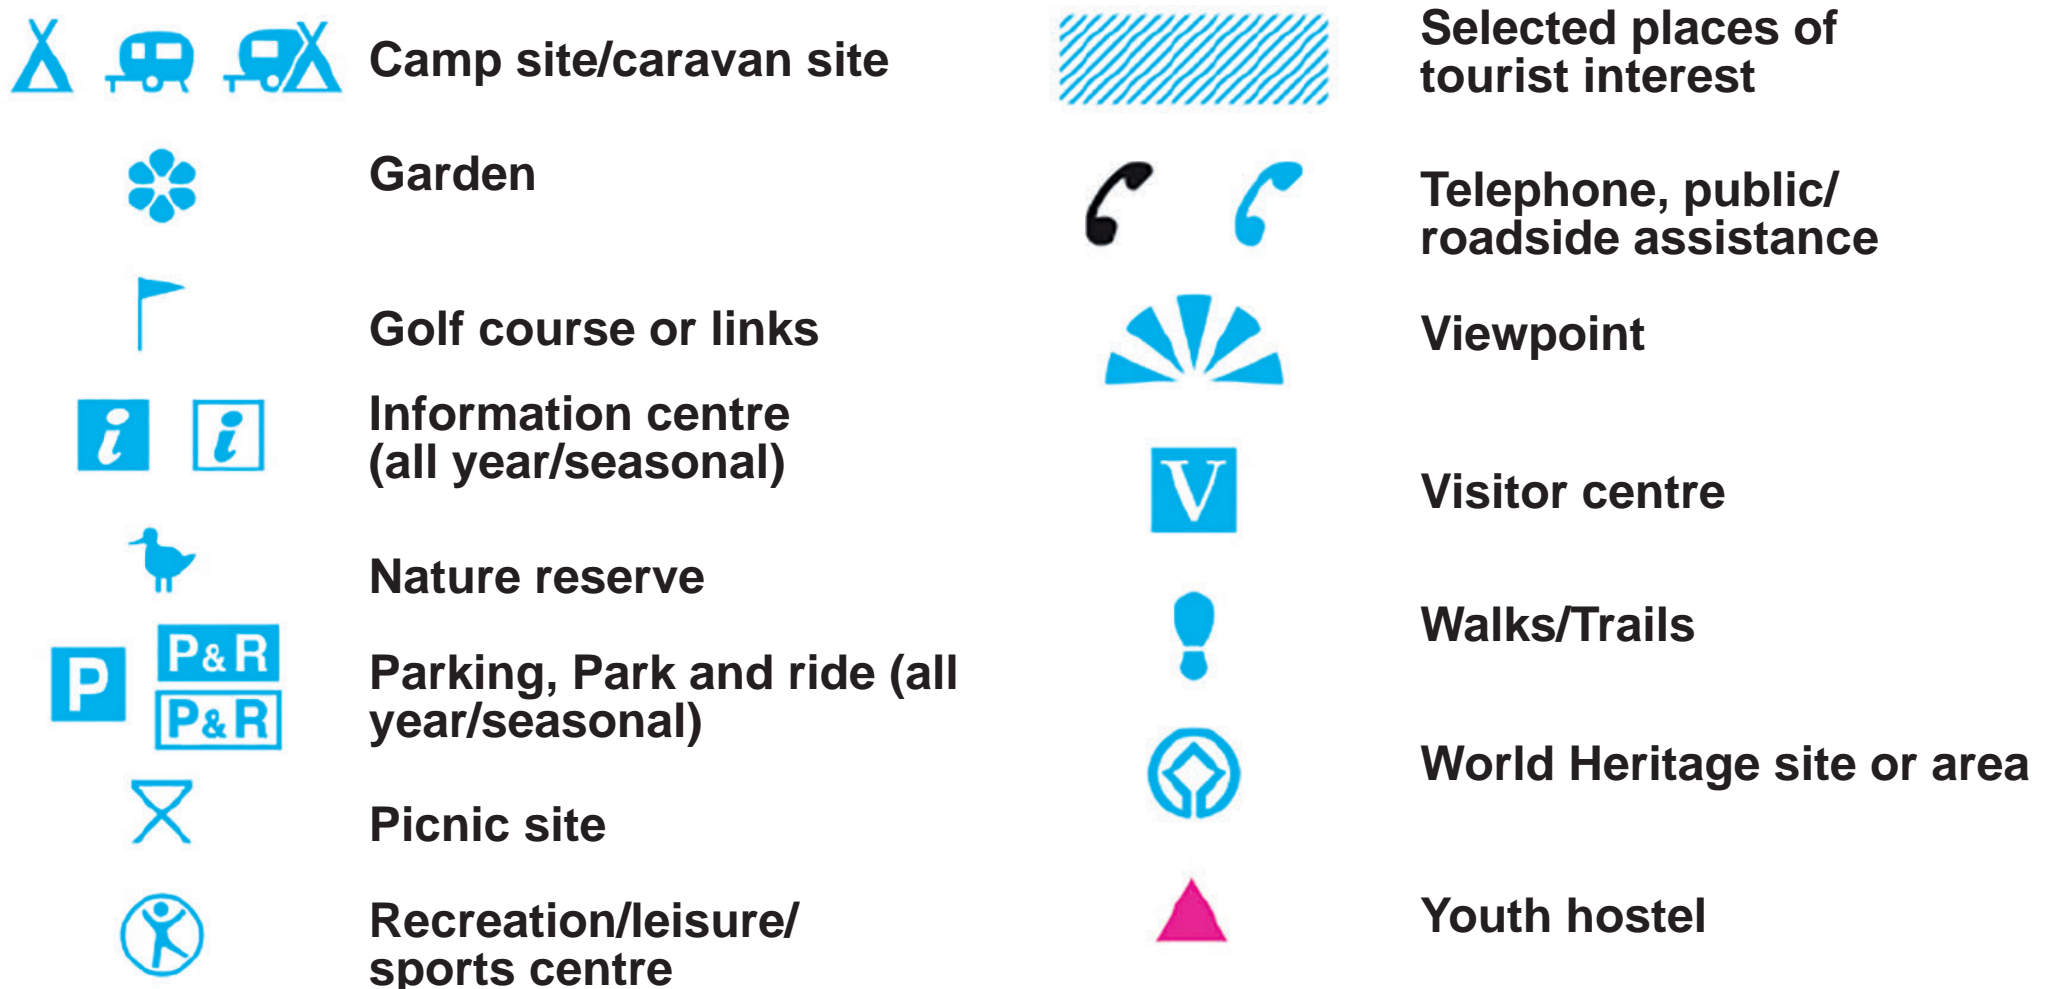 Camp site/caravan site
Garden
Golf course or links
i i
Information centre
(all year/seasonal)
Nature reserve
P P&R
P&R
Parking, Park and ride (all
year/seasonal)
Picnic site
Recreation/leisure/
sports centre
Selected places of
tourist interest
Telephone, public/
roadside assistance
Viewpoint
V
Visitor centre
Walks/Trails
World Heritage site or area
Youth hostel